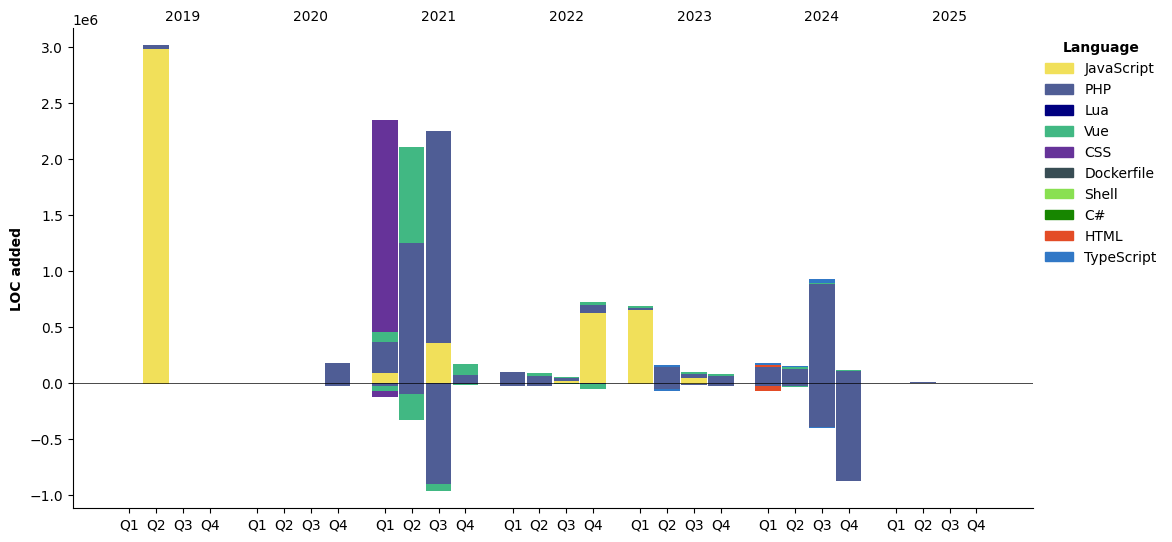 1e6
2019 2020 2021 2022 2023 2024 2025
3.0
2.5
2.0
1.5
1.0
0.5
0.0
−0.5
−1.0
LOC added
Q1 Q2 Q3 Q4 Q1 Q2 Q3 Q4 Q1 Q2 Q3 Q4 Q1 Q2 Q3 Q4 Q1 Q2 Q3 Q4 Q1 Q2 Q3 Q4 Q1 Q2 Q3 Q4
Language
JavaScript
PHP
Lua
Vue
CSS
Dockerfile
Shell
C#
HTML
TypeScript